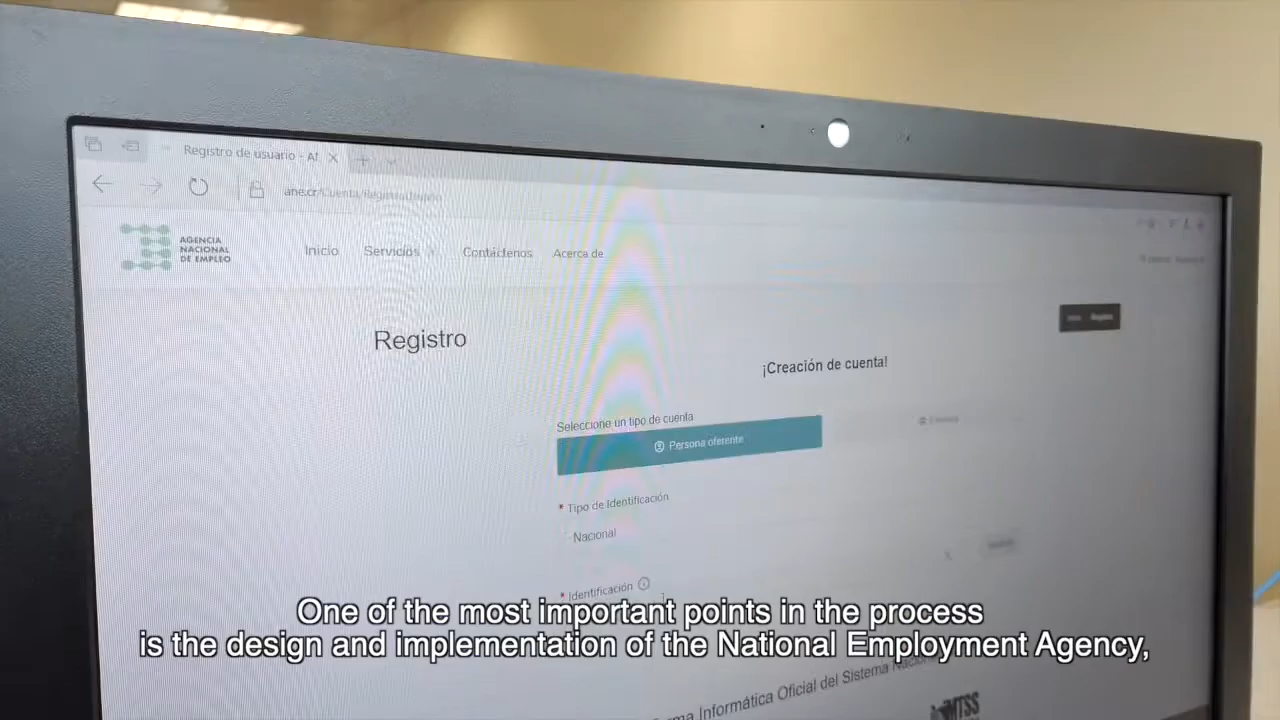 Registro de usuario - AN
ane.cr/Cuenta/Registro
AGENCIA
NACIONAL
DE EMPLEO
Inicio
Servicios
Contáctenos
Acerca de
Registro
¡Creación de cuenta!
Seleccione un tipo de cuenta
Persona oferente
* Tipo de Identificación
Nacional
* Identificación
One of the most important points in the process
is the design and implementation of the National Employment Agency,
Informática Oficial del Sistema Nacional
MTSS